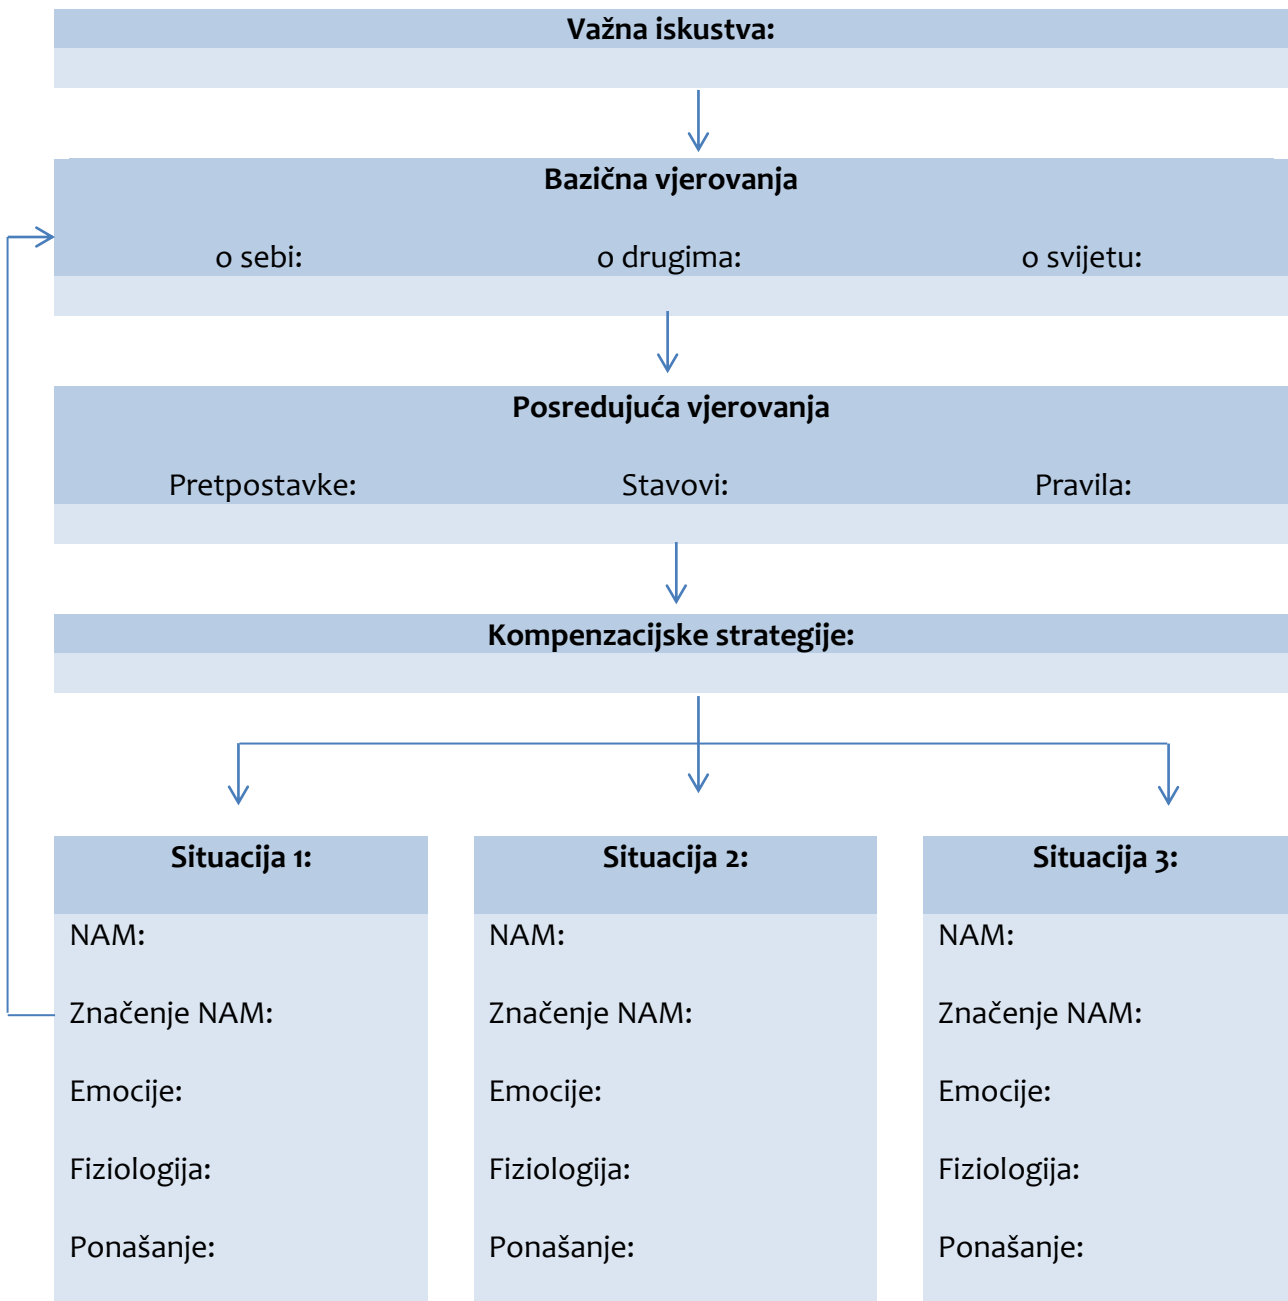 Važna iskustva:
Bazična vjerovanja
o sebi: o drugima: o svijetu:
Posredujuća vjerovanja
Pretpostavke: Stavovi: Pravila:
Kompenzacijske strategije:
Situacija 1:
NAM:
Značenje NAM:
Emocije:
Fiziologija:
Ponašanje:
Situacija 2:
NAM:
Značenje NAM:
Emocije:
Fiziologija:
Ponašanje:
Situacija 3:
NAM:
Značenje NAM:
Emocije:
Fiziologija:
Ponašanje: